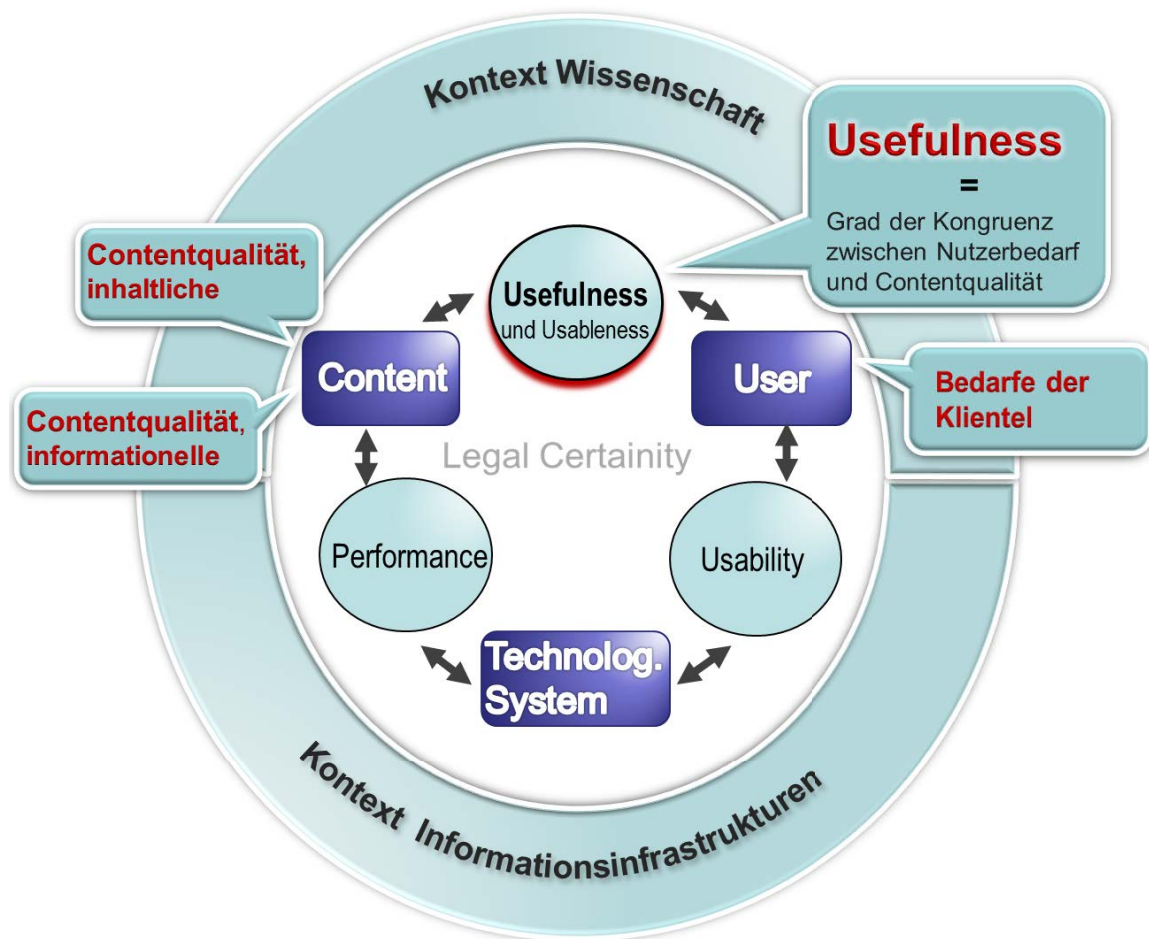 Kontext Wissenschaft
Usefulness
=
Grad der Kongruenz
zwischen Nutzerbedarf
und Contentqualität
Contentqualität,
inhaltliche
Usefulness
und Usableness
Content
User
Bedarfe der
Klientel
Contentqualität,
informationelle
Legal Certainity
Performance
Usability
Technolog.
System
Kontext Informationsinfrastrukturen